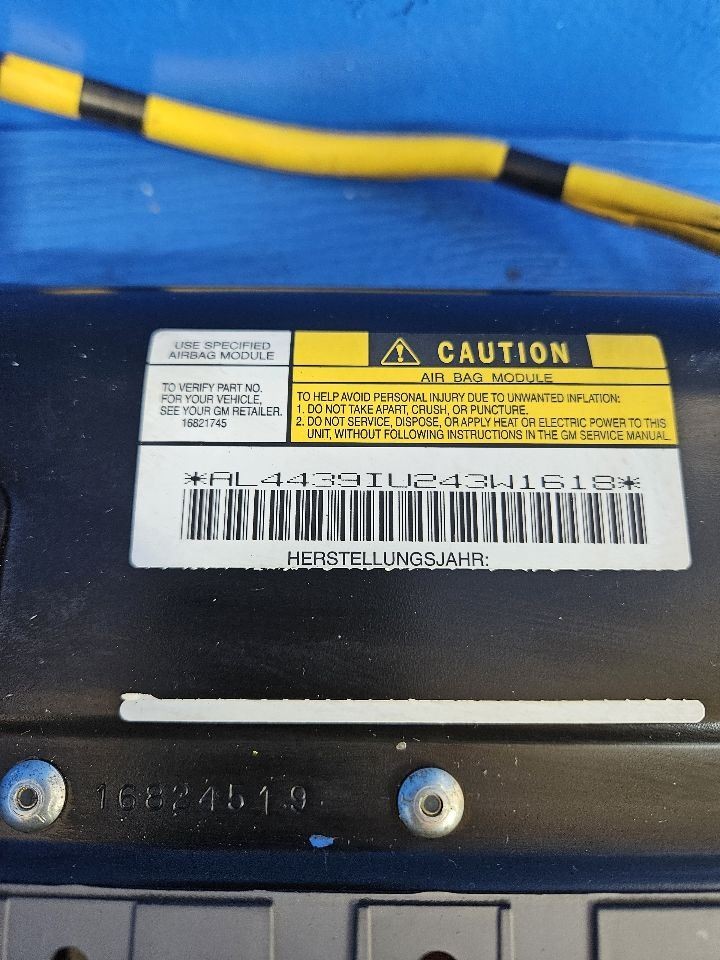 USE SPECIFIED
AIRBAG MODULE
TO VERIFY PART NO.
FOR YOUR VEHICLE,
SEE YOUR GM RETAILER.
16821745
CAUTION
AIR BAG MODULE
TO HELP AVOID PERSONAL INJURY DUE TO UNWANTED INFLATION:
1. DO NOT TAKE APART, CRUSH, OR PUNCTURE.
2. DO NOT SERVICE, DISPOSE, OR APPLY HEAT OR ELECTRIC POWER TO THIS
UNIT, WITHOUT FOLLOWING INSTRUCTIONS IN THE GM SERVICE MANUAL.
*AL4439IU243W1618*
HERSTELLUNGSJAHR:
16824519